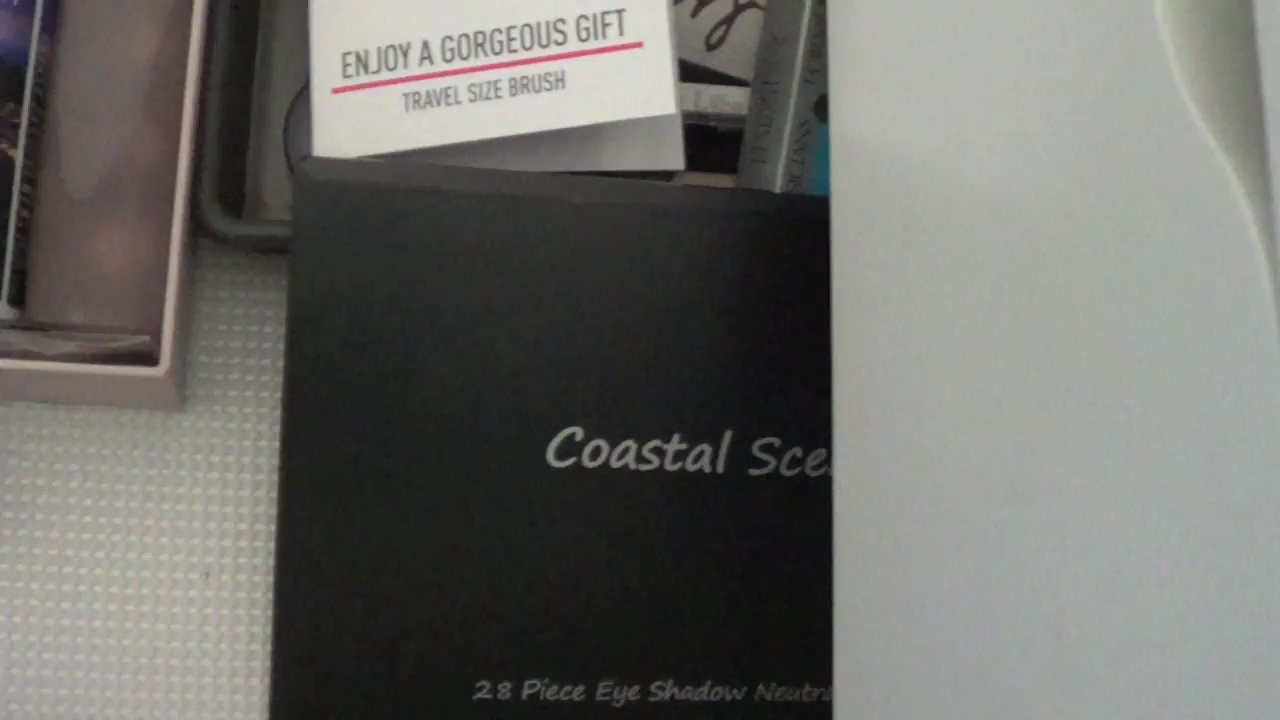 ENJOY A GORGEOUS GIFT
TRAVEL SIZE BRUSH
Coastal Sce
28 Piece Eye Shadow Neutr